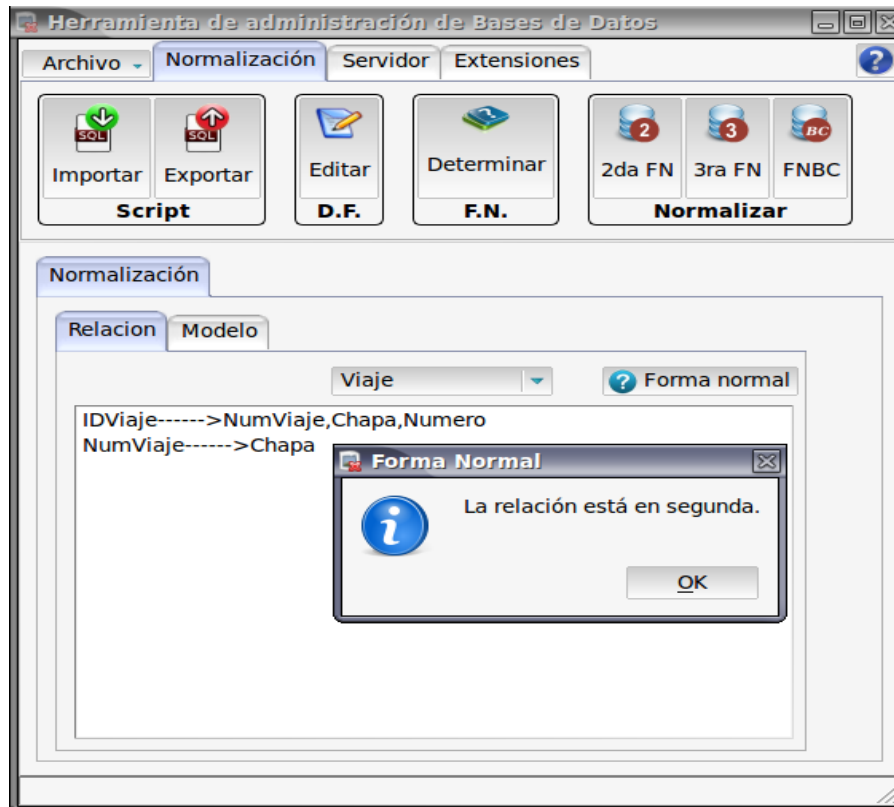 Herramienta de administración de Bases de Datos
Archivo Normalización Servidor Extensiones ?
SQL SQL 2 3 BC
Importar Exportar Editar Determinar 2da FN 3ra FN FNBC
Script D.F. F.N. Normalizar
Normalización
Relacion Modelo
Viaje ? Forma normal
IDViaje------>NumViaje,Chapa,Numero
NumViaje------>Chapa
Forma Normal
i La relación está en segunda.
OK